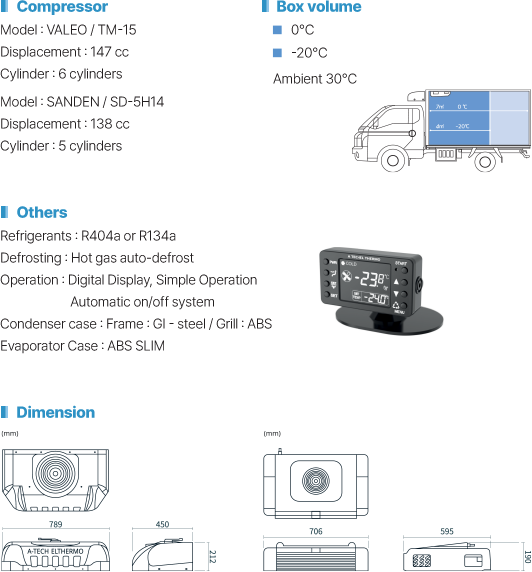 Compressor
Model : VALEO / TM-15
Displacement : 147 cc
Cylinder : 6 cylinders
Model : SANDEN / SD-5H14
Displacement : 138 cc
Cylinder : 5 cylinders
Box volume
0°C
-20°C
Ambient 30°C
7㎥ 0 ℃
4㎥ -20℃
Others
Refrigerants : R404a or R134a
Defrosting : Hot gas auto-defrost
Operation : Digital Display, Simple Operation
Automatic on/off system
Condenser case : Frame : GI - steel / Grill : ABS
Evaporator Case : ABS SLIM
A-TECH ELTHERMO
START
COLD
-23.8
-24.0
SET
MENU
Dimension
(mm)
(mm)
789
450
706
595
A-TECH ELTHERMO
212
190